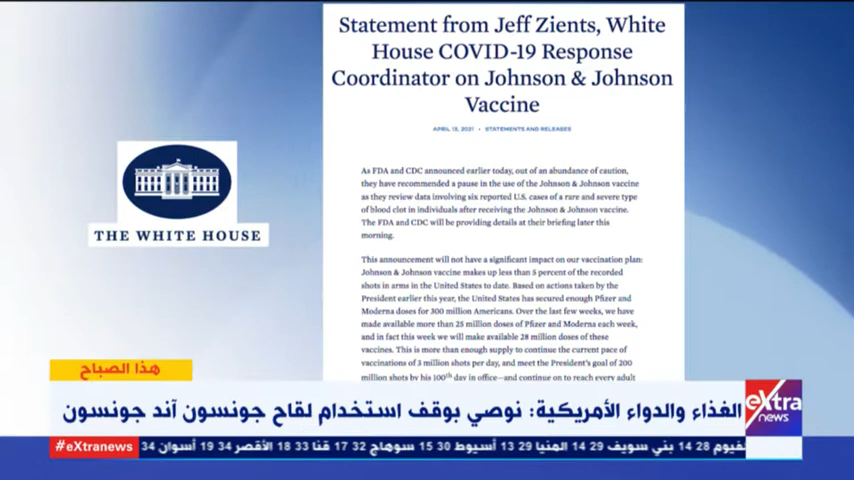 Statement from Jeff Zients, White
House COVID-19 Response
Coordinator on Johnson & Johnson
Vaccine
APRIL 13, 2021 • STATEMENTS AND RELEASES
As FDA and CDC announced earlier today, out of an abundance of caution,
they have recommended a pause in the use of the Johnson & Johnson vaccine
as they review data involving six reported U.S. cases of a rare and severe type
of blood clot in individuals after receiving the Johnson & Johnson vaccine.
The FDA and CDC will be providing details at their briefing later this
morning.
This announcement will not have a significant impact on our vaccination plan:
Johnson & Johnson vaccine makes up less than 5 percent of the recorded
shots in arms in the United States to date. Based on actions taken by the
President earlier this year, the United States has secured enough Pfizer and
Moderna doses for 300 million Americans. Over the last few weeks, we have
made available more than 25 million doses of Pfizer and Moderna each week,
and in fact this week we will make available 28 million doses of these
vaccines. This is more than enough supply to continue the current pace of
vaccinations of 3 million shots per day, and meet the President's goal of 200
million shots by his 100th day in office—and continue on to reach every adult
THE WHITE HOUSE
هذا الصباح
الغذاء والدواء الأمريكية: نوصي بوقف استخدام لقاح جونسون آند جونسون
eXtra
news
#eXtranews
الفيوم 28 14 بني سويف 29 14 المنيا 29 13 أسيوط 30 15 سوهاج 32 17 قنا 33 18 الأقصر 34 19 أسوان 34